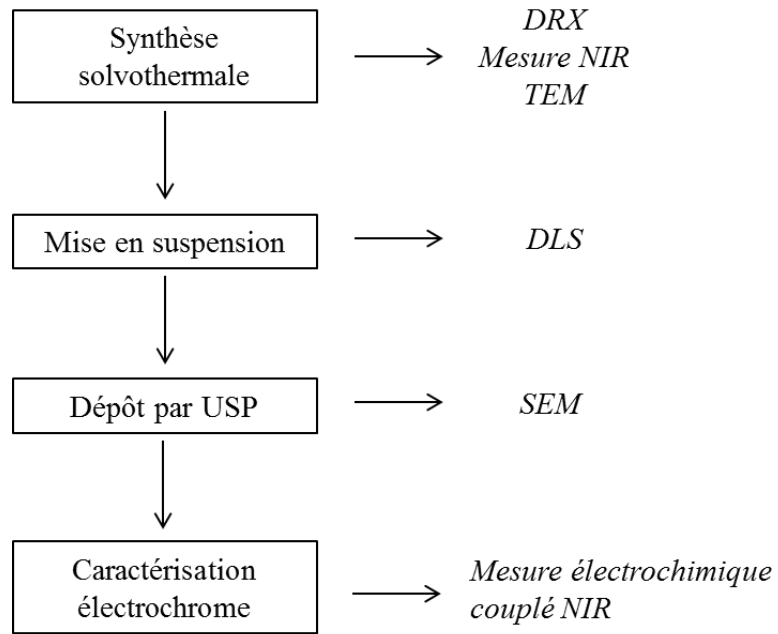 Synthèse
solvothermale
DRX
Mesure NIR
TEM
Mise en suspension
DLS
Dépôt par USP
SEM
Caractérisation
électrochrome
Mesure électrochimique
couplé NIR